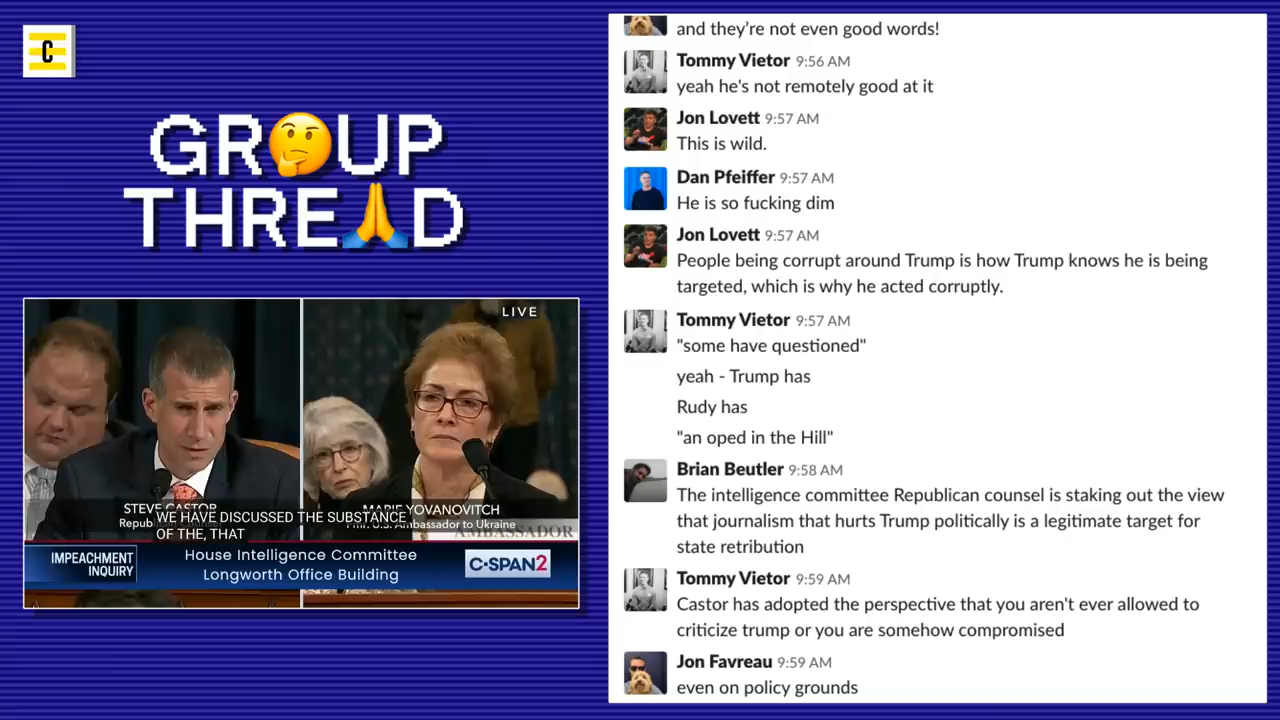 C
GR🤔UP
THRE🙏D
LIVE
STEVE CASTOR
MARIE YOVANOVITCH
Ambassador to Ukraine
WE HAVE DISCUSSED THE SUBSTANCE
OF THE, THAT
AMBASSADOR
IMPEACHMENT
INQUIRY
House Intelligence Committee
Longworth Office Building
C-SPAN2
and they're not even good words!
Tommy Vietor 9:56 AM
yeah he's not remotely good at it
Jon Lovett 9:57 AM
This is wild.
Dan Pfeiffer 9:57 AM
He is so fucking dim
Jon Lovett 9:57 AM
People being corrupt around Trump is how Trump knows he is being
targeted, which is why he acted corruptly.
Tommy Vietor 9:57 AM
"some have questioned"
yeah - Trump has
Rudy has
"an oped in the Hill"
Brian Beutler 9:58 AM
The intelligence committee Republican counsel is staking out the view
that journalism that hurts Trump politically is a legitimate target for
state retribution
Tommy Vietor 9:59 AM
Castor has adopted the perspective that you aren't ever allowed to
criticize trump or you are somehow compromised
Jon Favreau 9:59 AM
even on policy grounds